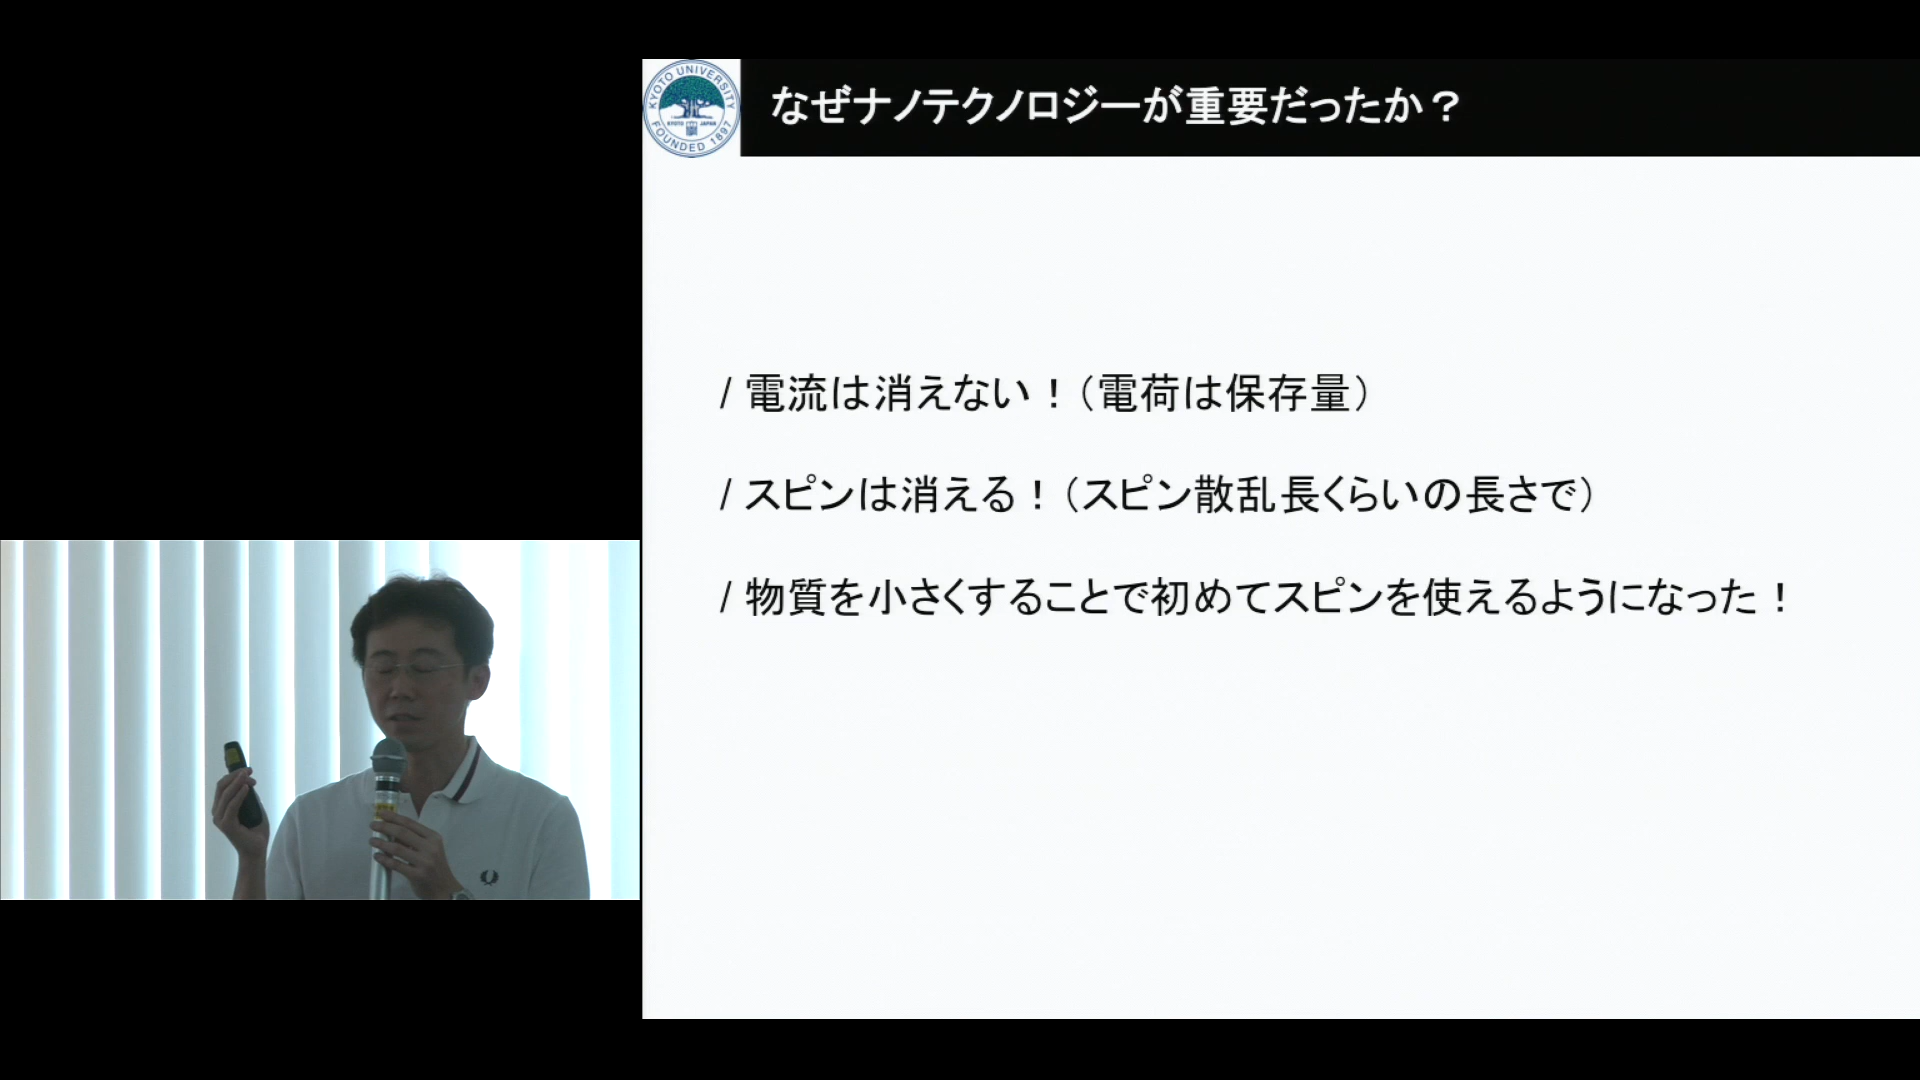 KYOTO UNIVERSITY
KYOTO JAPAN
FOUNDED 1897
なぜナノテクノロジーが重要だったか？
/ 電流は消えない！（電荷は保存量）
/ スピンは消える！（スピン散乱長くらいの長さで）
/ 物質を小さくすることで初めてスピンを使えるようになった！